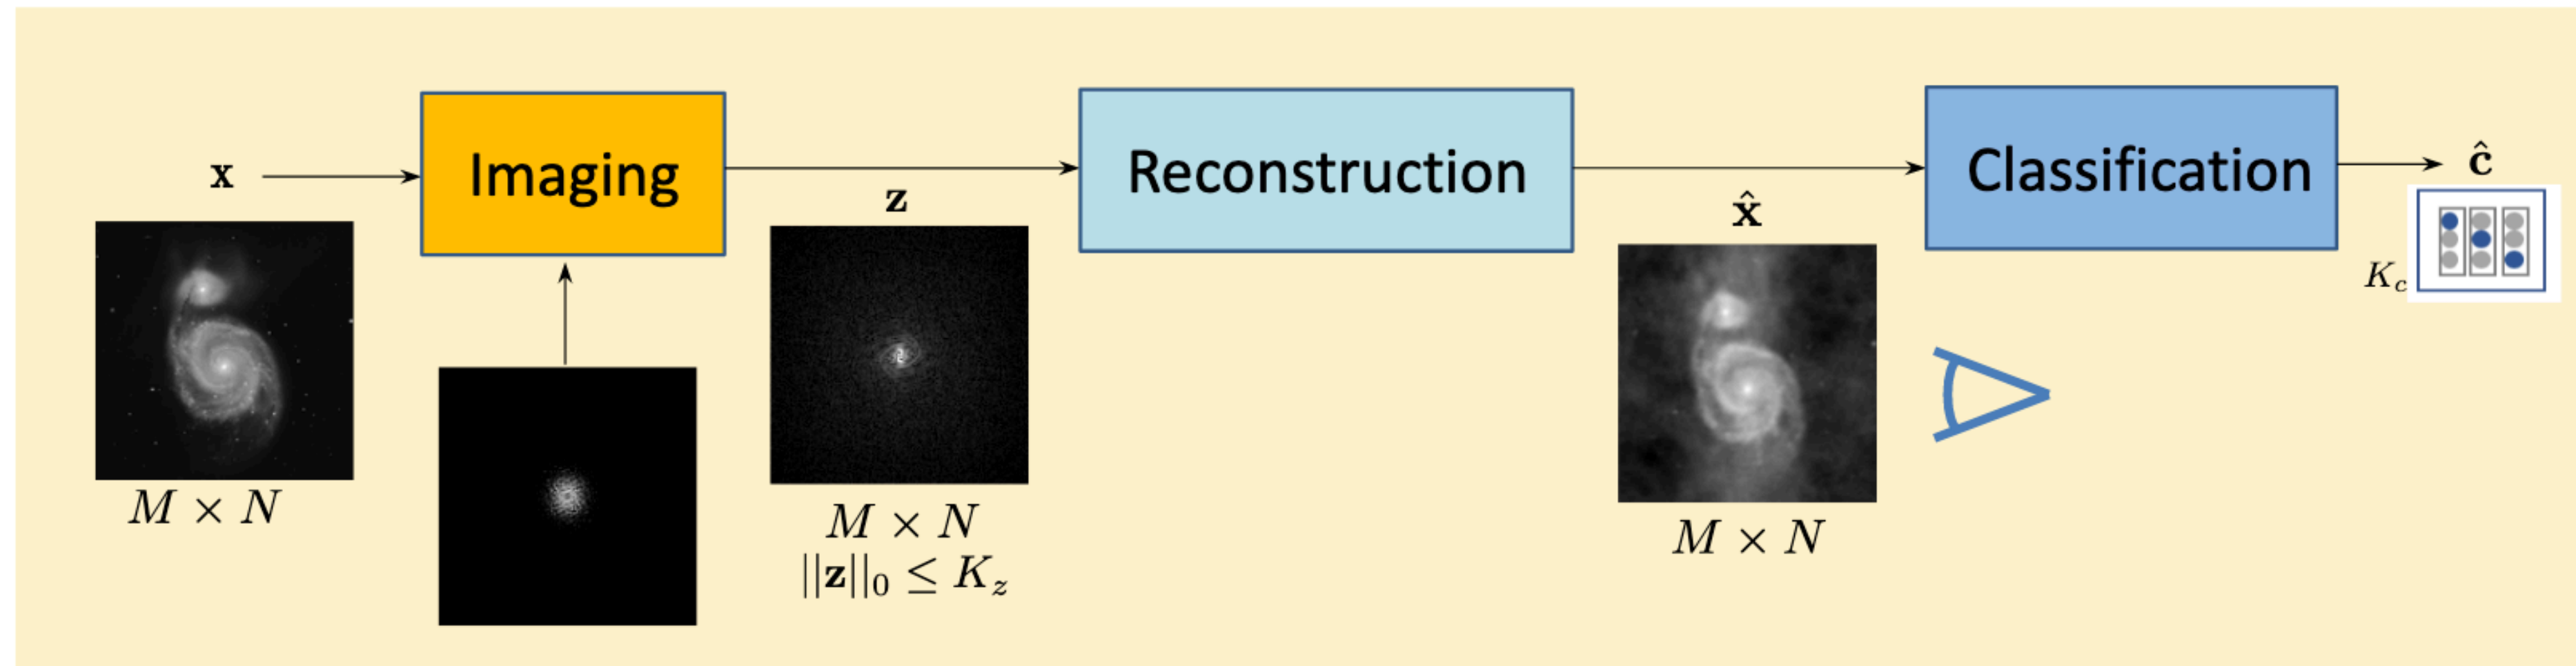 x
Imaging
z
Reconstruction
x̂
Classification
ĉ
K_c
M × N
M × N
||z||₀ ≤ K_z
M × N